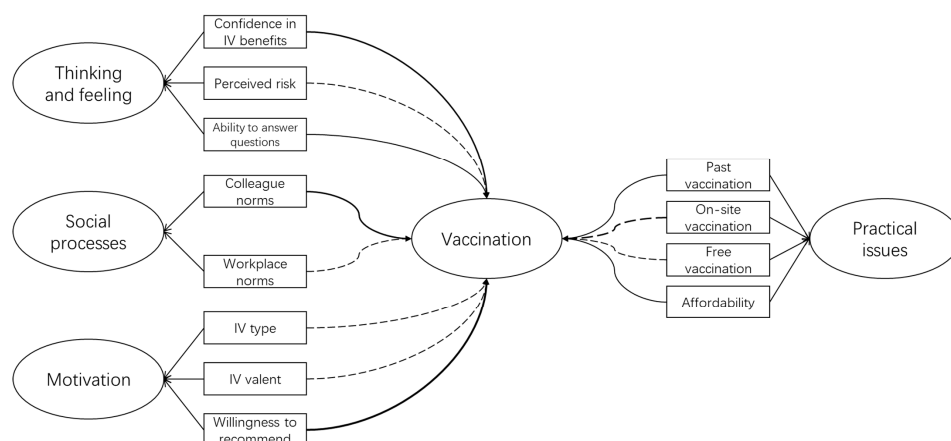 Confidence in
IV benefits
Thinking
and feeling
Perceived risk
Ability to answer
questions
Colleague
norms
Social
processes
Workplace
norms
IV type
Motivation
IV valent
Willingness to
recommend
Vaccination
Past
vaccination
On-site
vaccination
Free
vaccination
Affordability
Practical
issues